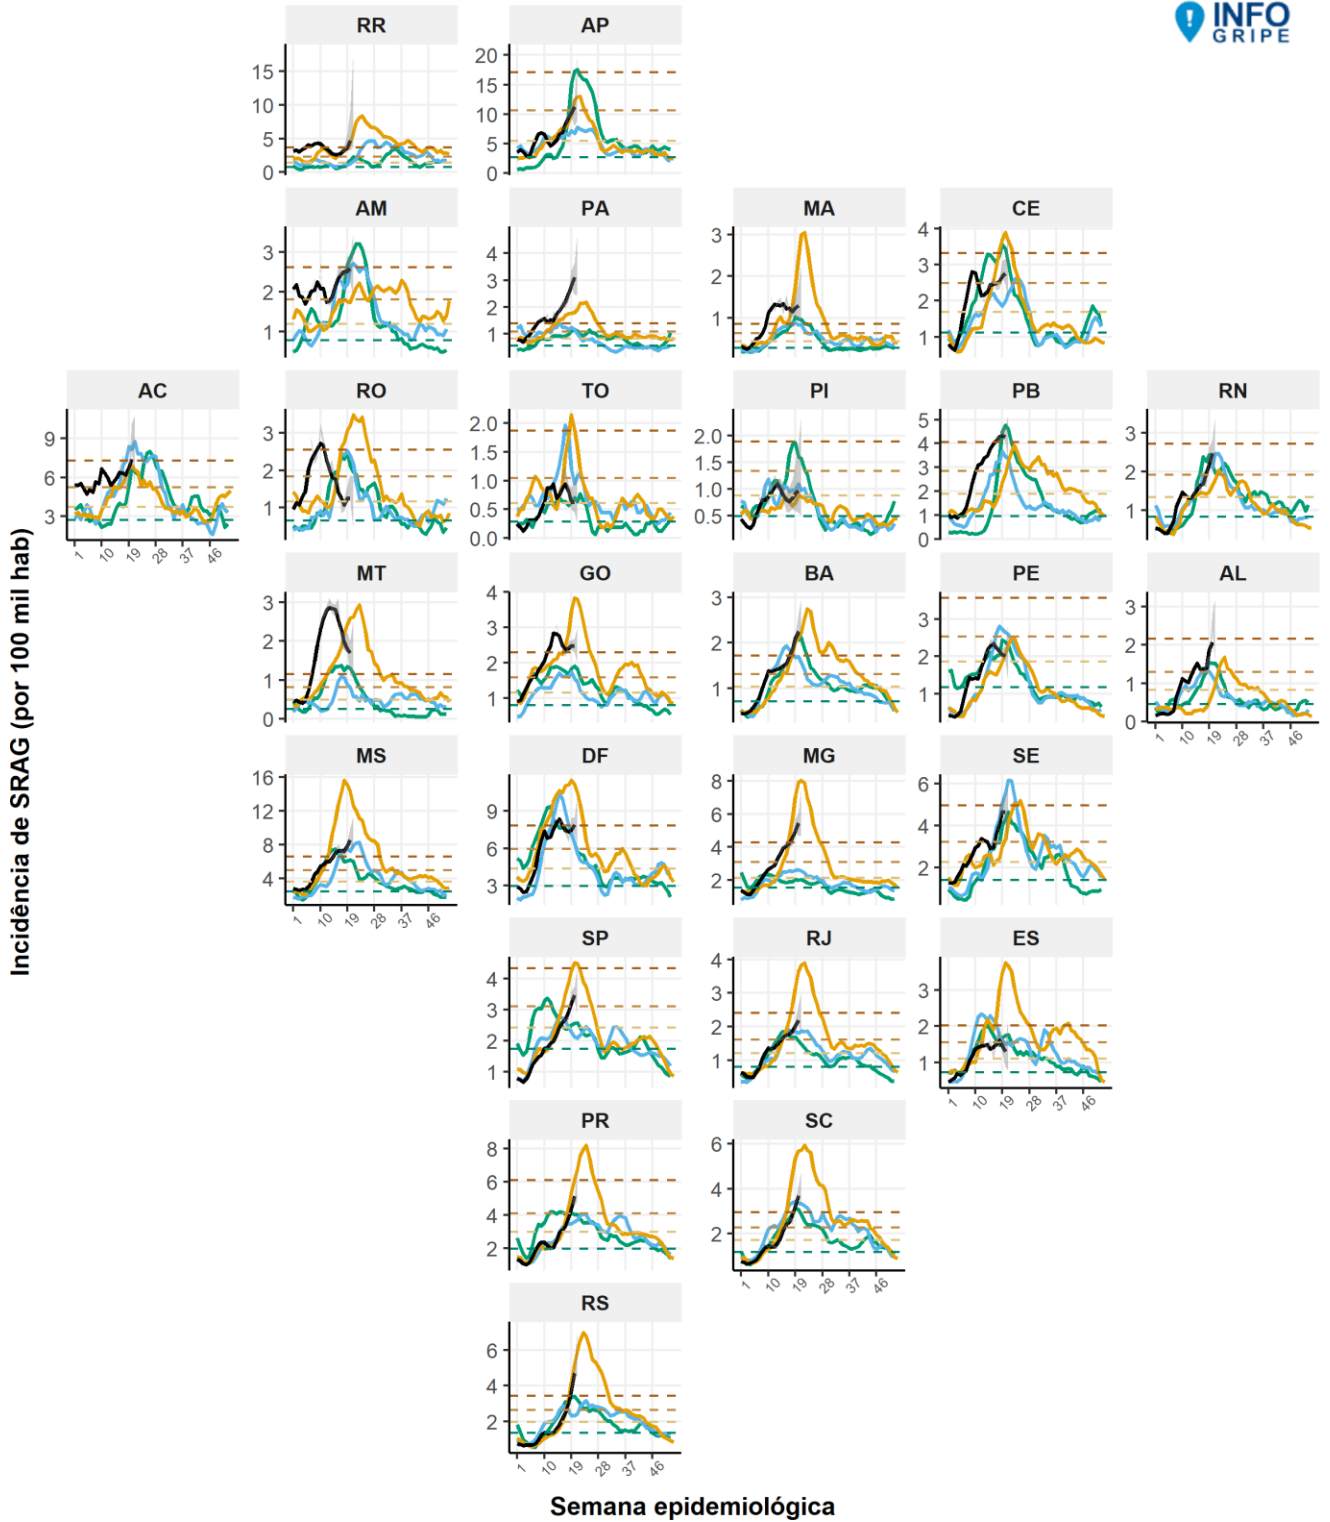 INFO
GRIPE
RR
AP
15
10
5
0
20
15
10
5
0
AM
PA
MA
CE
3
2
1
4
3
2
1
3
2
1
4
3
2
1
AC
RO
TO
PI
PB
RN
9
6
3
1 10 19 28 37 46
3
2
1
2.0
1.5
1.0
0.5
0.0
2.0
1.5
1.0
0.5
5
4
3
2
1
0
3
2
1
MT
GO
BA
PE
AL
3
2
1
0
4
3
2
1
3
2
1
3
2
1
3
2
1
0
1 10 19 28 37 46
MS
DF
MG
SE
16
12
8
4
1 10 19 28 37 46
9
6
3
8
6
4
2
6
4
2
SP
RJ
ES
4
3
2
1
4
3
2
1
3
2
1
1 10 19 28 37 46
PR
SC
8
6
4
2
6
4
2
1 10 19 28 37 46
RS
6
4
2
1 10 19 28 37 46
Incidência de SRAG (por 100 mil hab)
Semana epidemiológica